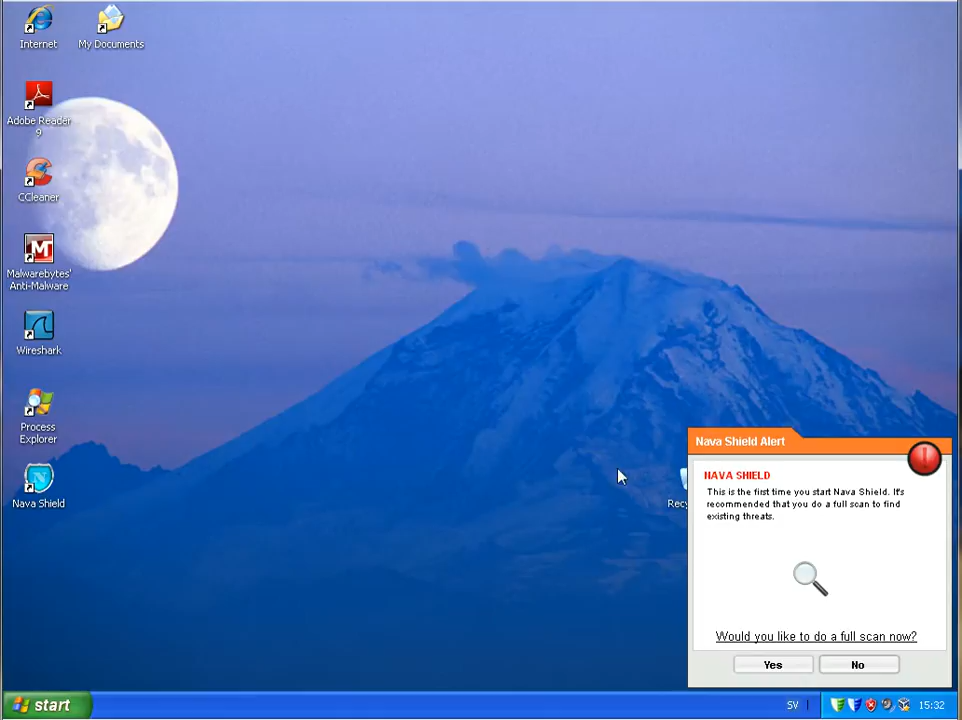 Internet
My Documents
Adobe Reader
9
CCleaner
Malwarebytes'
Anti-Malware
Wireshark
Process
Explorer
Nava Shield
Recy
Nava Shield Alert
NAVA SHIELD
This is the first time you start Nava Shield. It's
recommended that you do a full scan to find
existing threats.
Would you like to do a full scan now?
Yes
No
start
SV
15:32